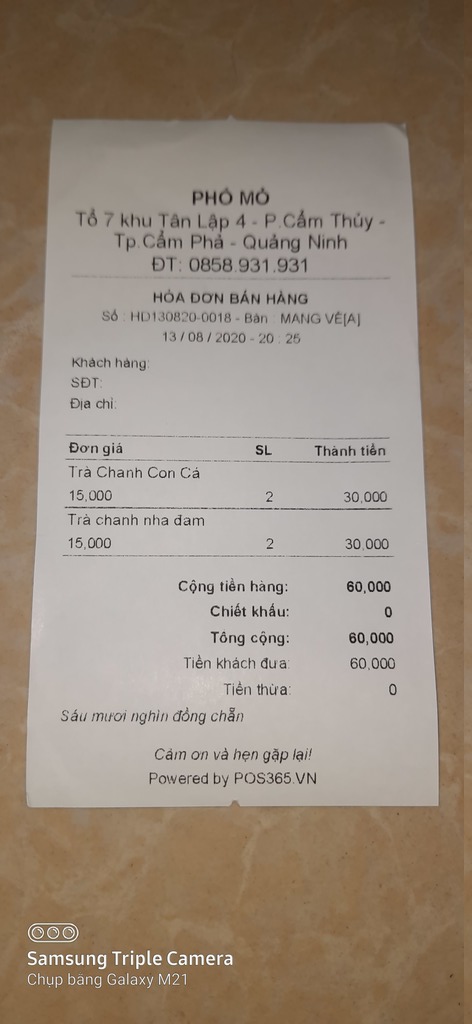 PHỐ MỎ
Tổ 7 khu Tân Lập 4 - P.Cẩm Thủy -
Tp.Cẩm Phả - Quảng Ninh
ĐT: 0858.931.931
HÓA ĐƠN BÁN HÀNG
Số : HD130820-0018 - Bàn : MANG VỀ[A]
13 / 08 / 2020 - 20 : 25
Khách hàng:
SĐT:
Địa chỉ:
Đơn giá SL Thành tiền
Trà Chanh Con Cá
15,000 2 30,000
Trà chanh nha đam
15,000 2 30,000
Cộng tiền hàng: 60,000
Chiết khấu: 0
Tổng cộng: 60,000
Tiền khách đưa: 60,000
Tiền thừa: 0
Sáu mươi nghìn đồng chẵn
Cảm ơn và hẹn gặp lại!
Powered by POS365.VN
Samsung Triple Camera
Chụp bằng Galaxy M21